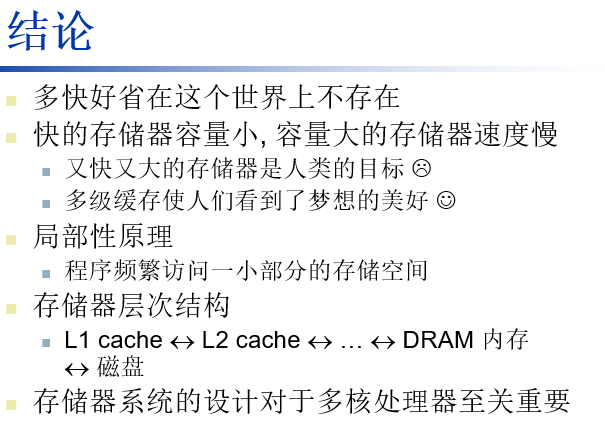 结论
多快好省在这个世界上不存在
快的存储器容量小, 容量大的存储器速度慢
又快又大的存储器是人类的目标 ☹
多级缓存使人们看到了梦想的美好 ☺
局部性原理
程序频繁访问一小部分的存储空间
存储器层次结构
L1 cache ↔ L2 cache ↔ … ↔ DRAM 内存
↔ 磁盘
存储器系统的设计对于多核处理器至关重要